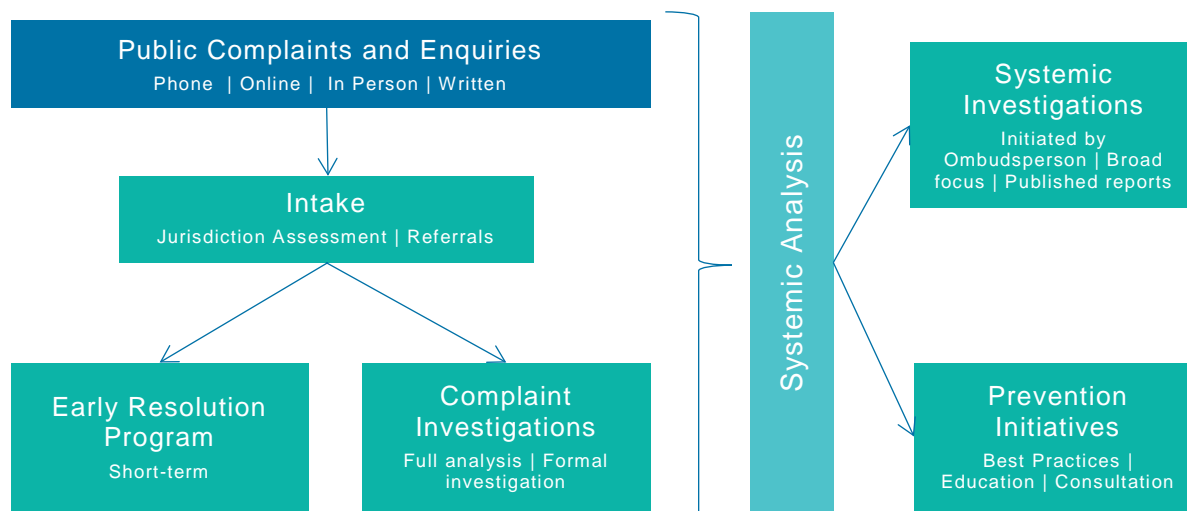 Public Complaints and Enquiries
Phone | Online | In Person | Written
Intake
Jurisdiction Assessment | Referrals
Early Resolution
Program
Short-term
Complaint
Investigations
Full analysis | Formal
investigation
Systemic Analysis
Systemic
Investigations
Initiated by
Ombudsperson | Broad
focus | Published reports
Prevention
Initiatives
Best Practices |
Education | Consultation